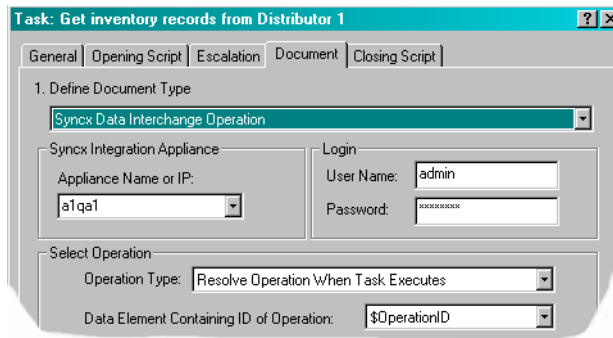 Task: Get inventory records from Distributor 1
General Opening Script Escalation Document Closing Script
1. Define Document Type
Syncx Data Interchange Operation
Syncx Integration Appliance
Appliance Name or IP:
a1qa1
Login
User Name: admin
Password: xxxxxxxx
Select Operation
Operation Type: Resolve Operation When Task Executes
Data Element Containing ID of Operation: $OperationID